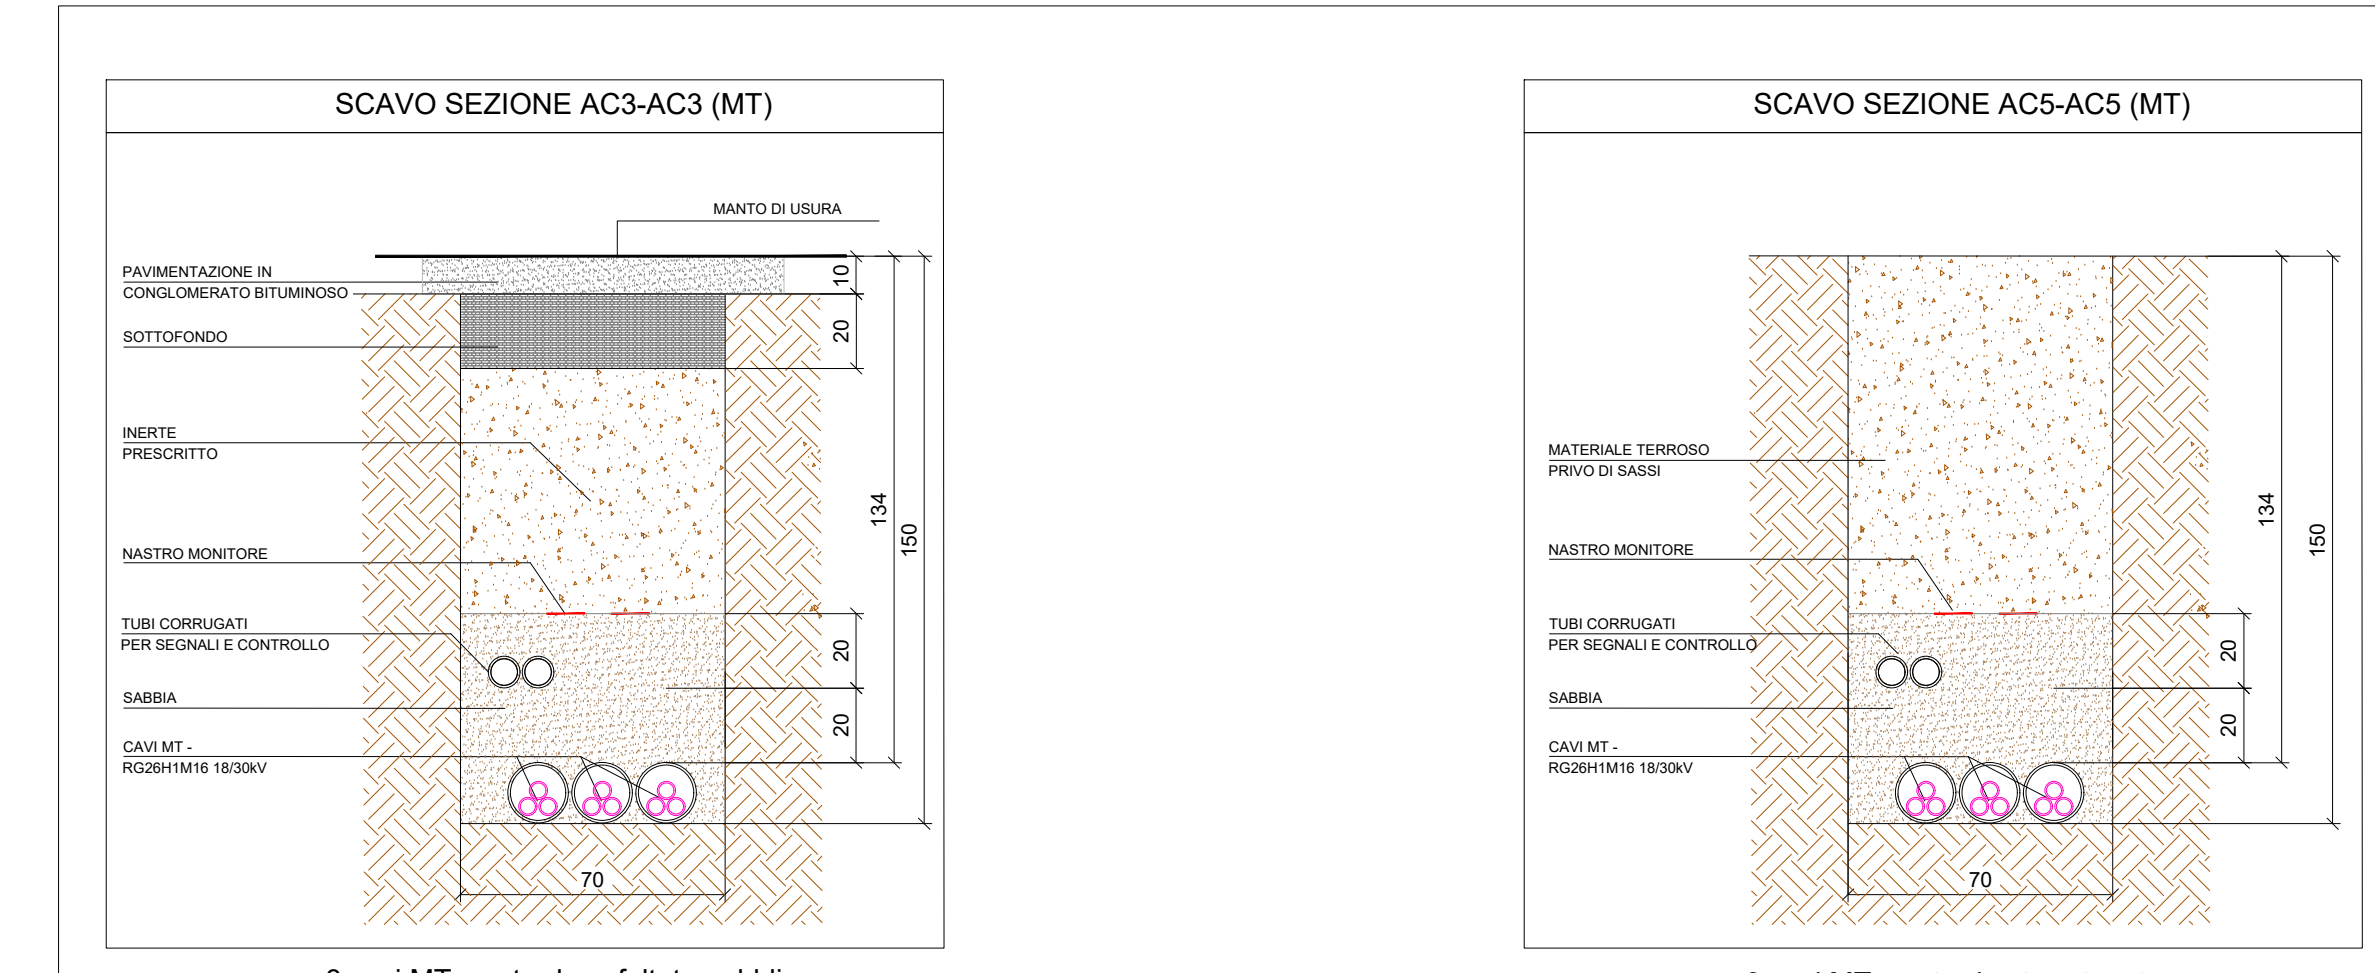 SCAVO SEZIONE AC3-AC3 (MT)
MANTO DI USURA
PAVIMENTAZIONE IN
CONGLOMERATO BITUMINOSO
SOTTOFONDO
INERTE
PRESCRITTO
NASTRO MONITORE
TUBI CORRUGATI
PER SEGNALI E CONTROLLO
SABBIA
CAVI MT -
RG26H1M16 18/30kV
10
20
134
150
20
20
70
SCAVO SEZIONE AC5-AC5 (MT)
MATERIALE TERROSO
PRIVO DI SASSI
NASTRO MONITORE
TUBI CORRUGATI
PER SEGNALI E CONTROLLO
SABBIA
CAVI MT -
RG26H1M16 18/30kV
134
150
20
20
70